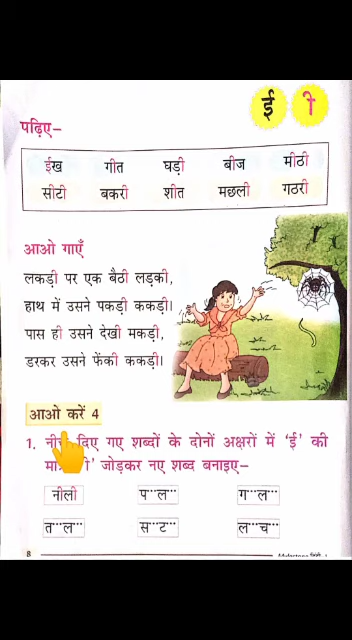 ई ी
पढ़िए–
ईख गीत घड़ी बीज मीठी
सीटी बकरी शीत मछली गठरी
आओ गाएँ
लकड़ी पर एक बैठी लड़की,
हाथ में उसने पकड़ी ककड़ी।
पास ही उसने देखी मकड़ी,
डरकर उसने फेंकी ककड़ी।
आओ करें 4
1. दिए गए शब्दों के दोनों अक्षरों में ‘ई’ की
जोड़कर नए शब्द बनाइए–
नीली प...ल... ग...ल...
त...ल... स...ट... ल...च...
8